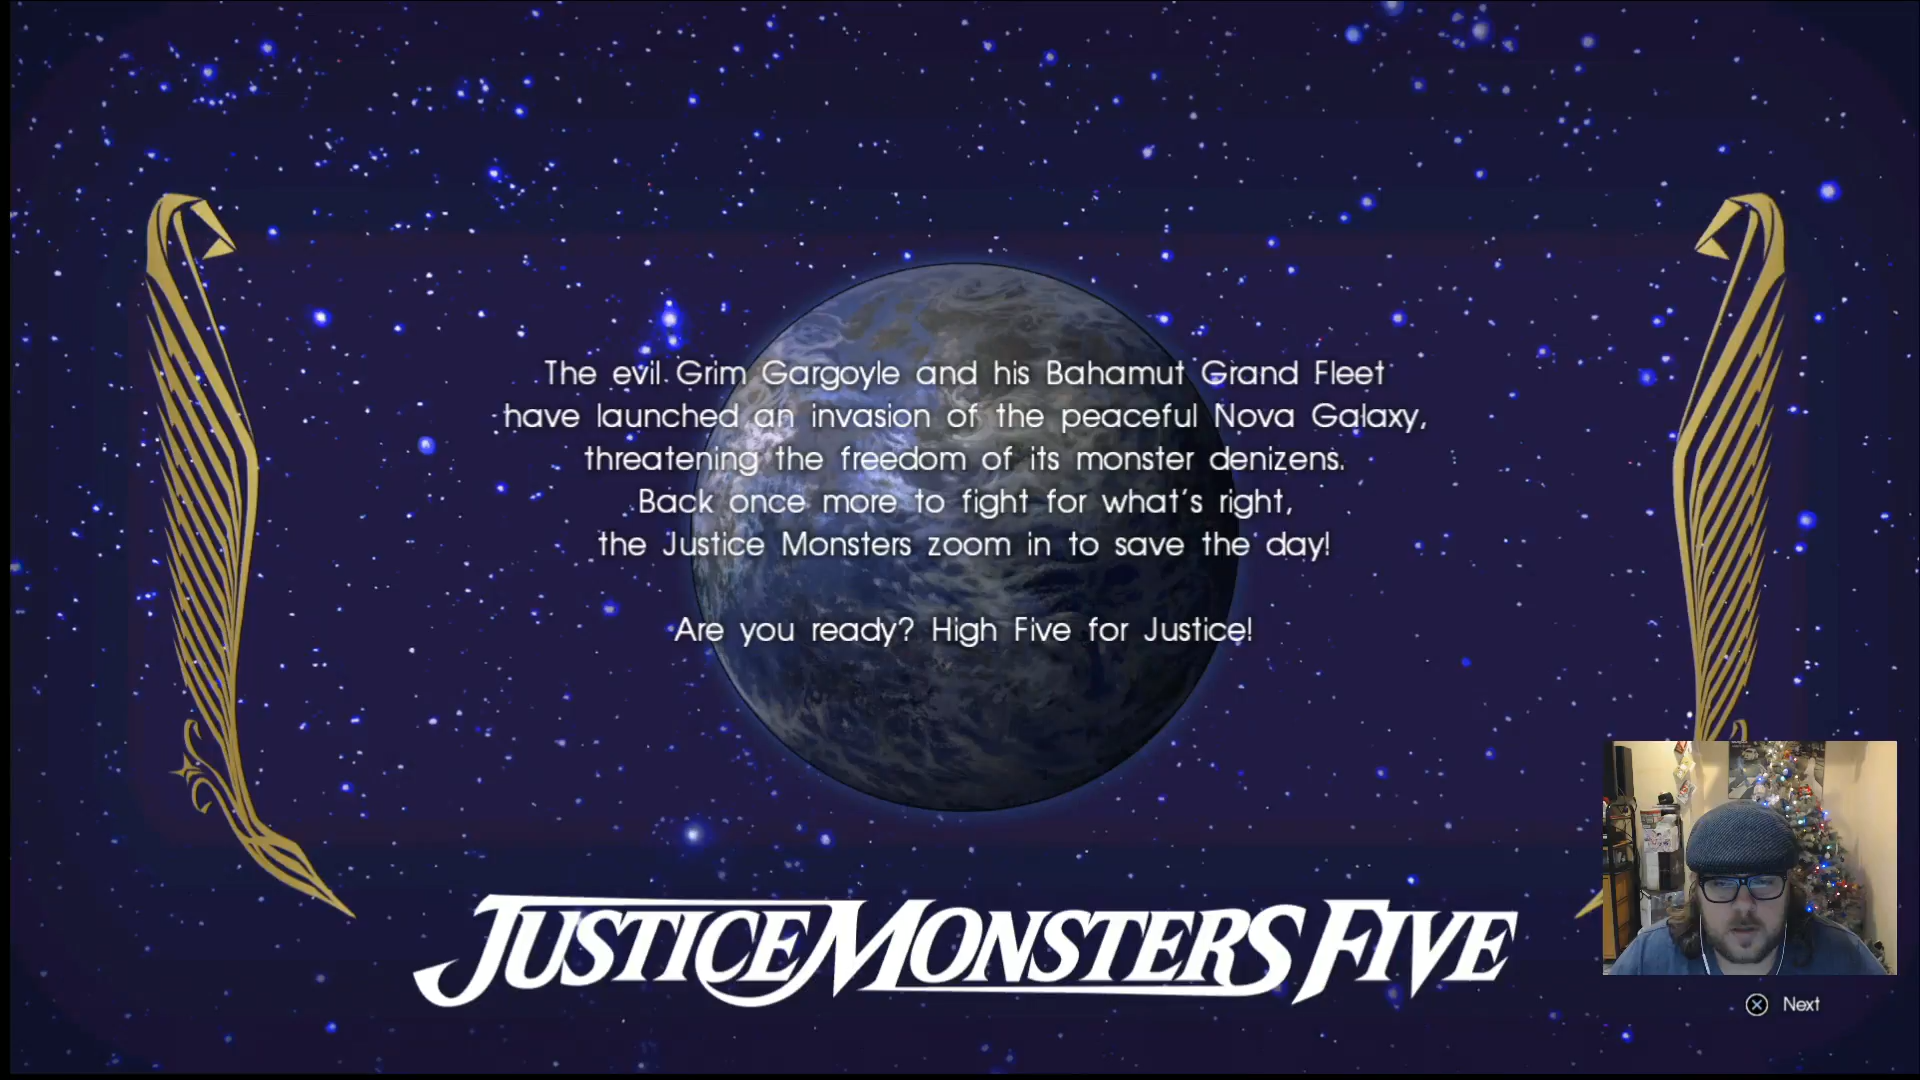 The evil Grim Gargoyle and his Bahamut Grand Fleet
have launched an invasion of the peaceful Nova Galaxy,
threatening the freedom of its monster denizens.
Back once more to fight for what's right,
the Justice Monsters zoom in to save the day!
Are you ready? High Five for Justice!
JUSTICE MONSTERS FIVE
Next